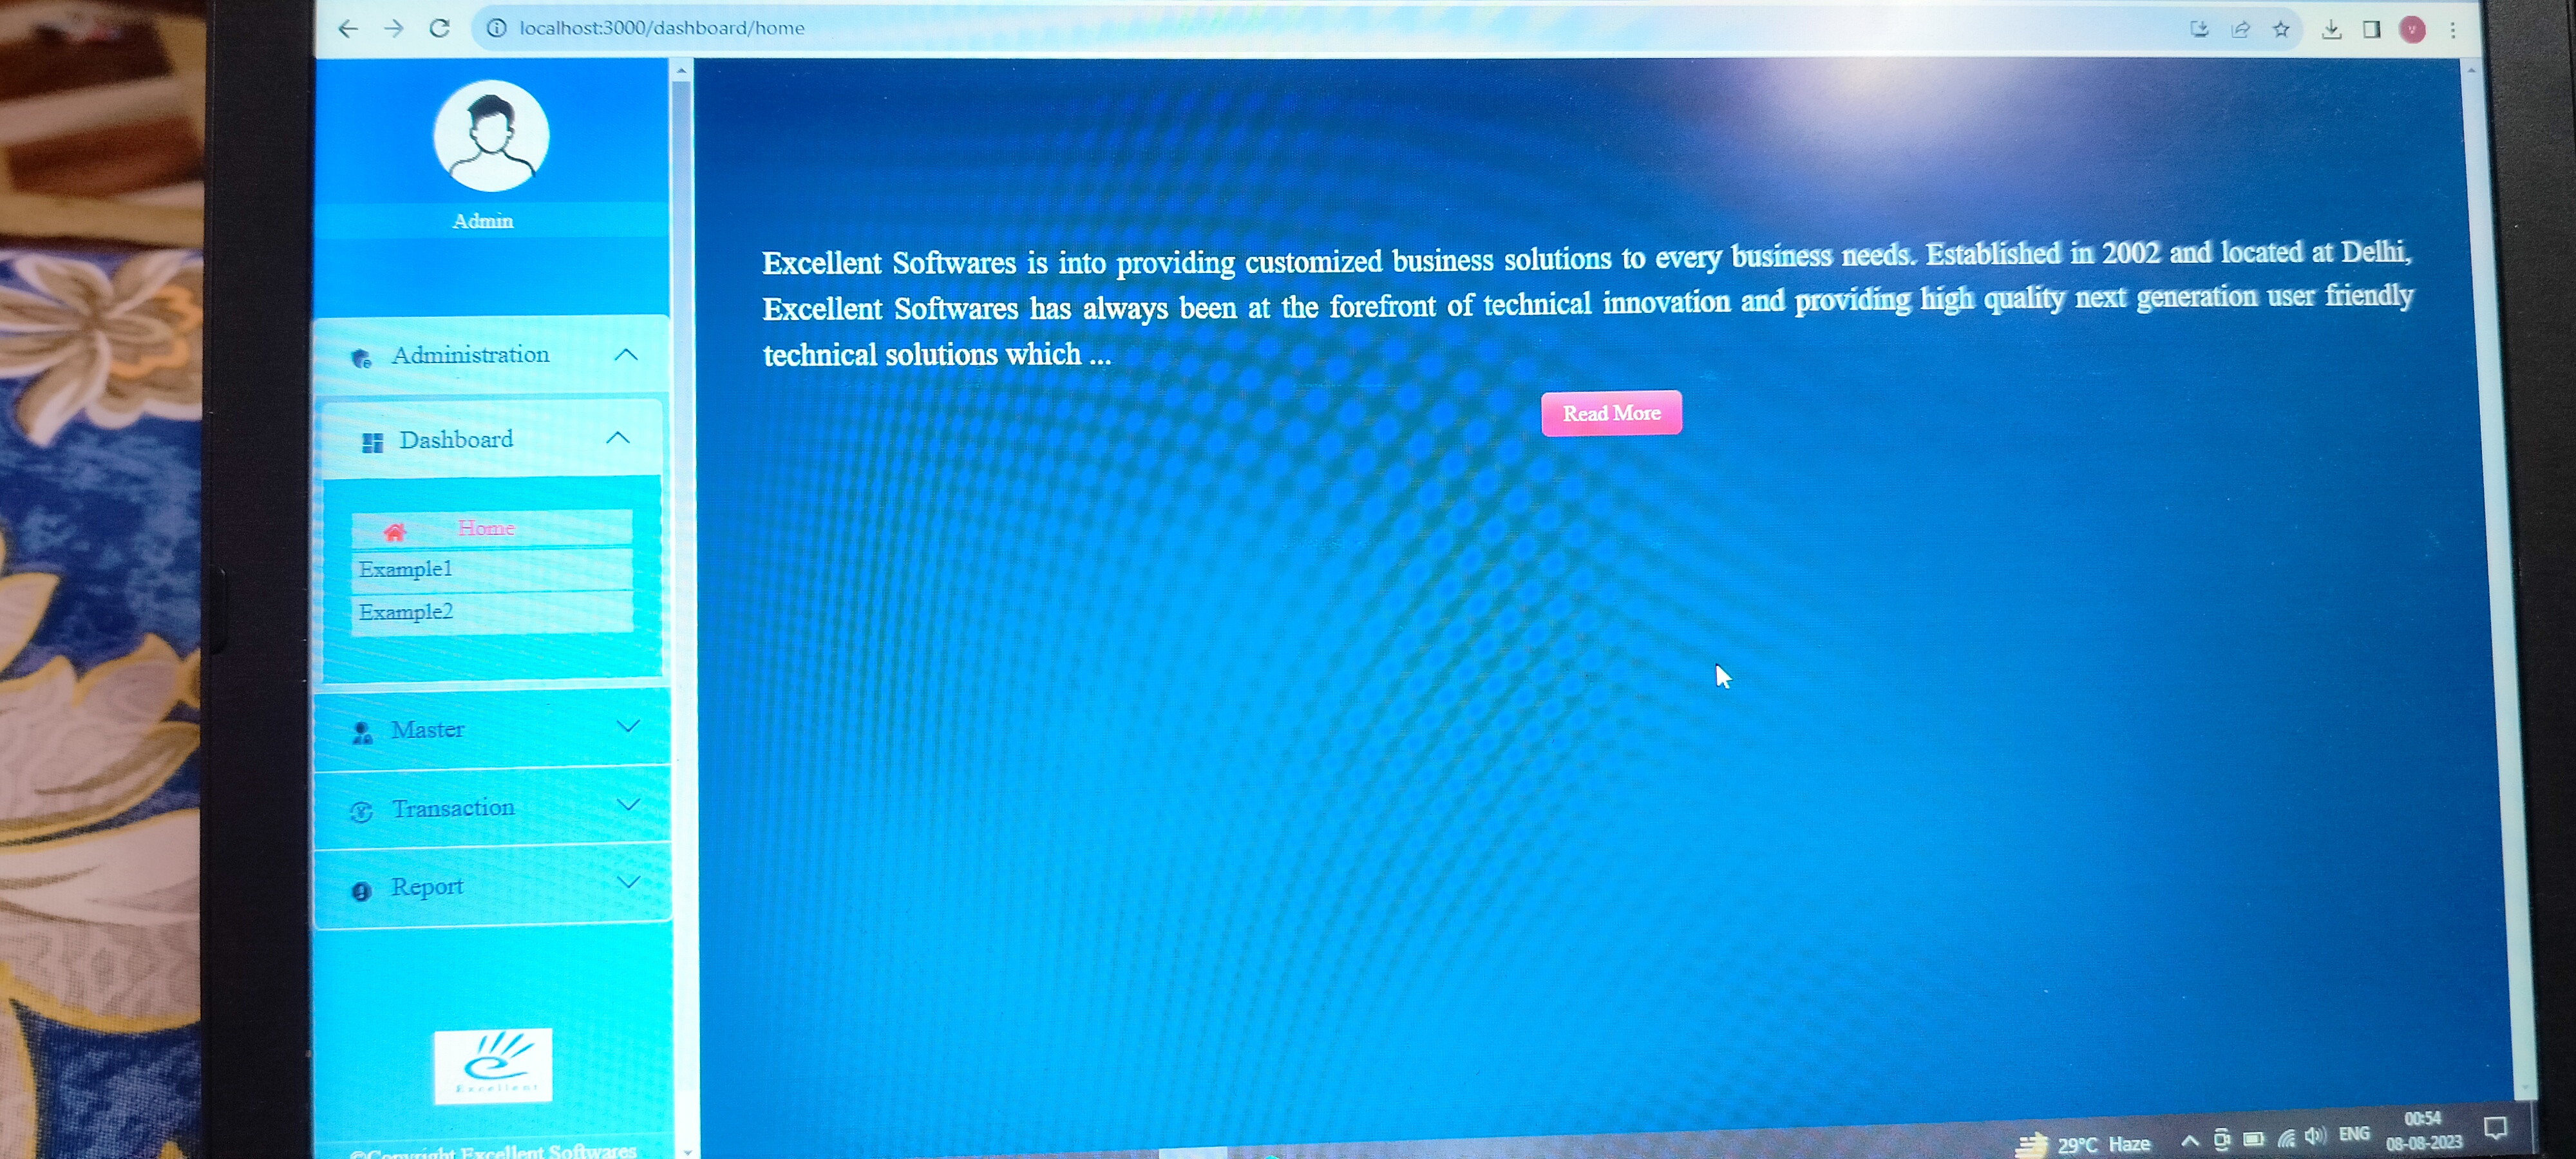 localhost:3000/dashboard/home
Admin
Administration
Dashboard
Home
Example1
Example2
Master
Transaction
Report
Excellent
©Copyright Excellent Softwares
Excellent Softwares is into providing customized business solutions to every business needs. Established in 2002 and located at Delhi,
Excellent Softwares has always been at the forefront of technical innovation and providing high quality next generation user friendly
technical solutions which ...
Read More
29°C Haze
ENG
00:54
08-08-2023